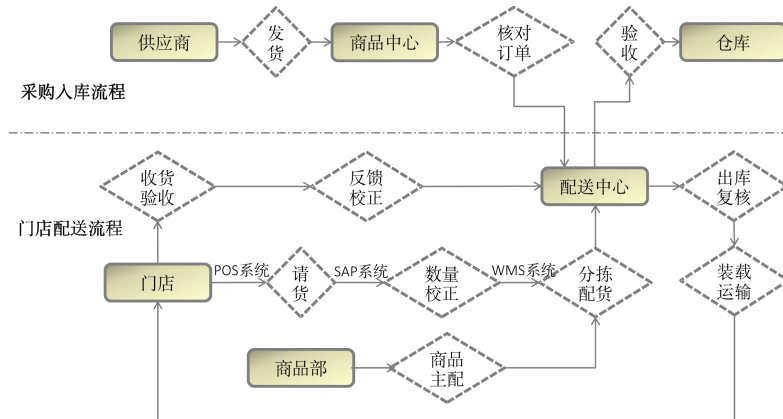 供应商
发
货
商品中心
核对
订单
验
收
仓库
采购入库流程
收货
验收
反馈
校正
配送中心
出库
复核
门店配送流程
门店
POS系统
请
货
SAP系统
数量
校正
WMS系统
分拣
配货
装载
运输
商品部
商品
主配